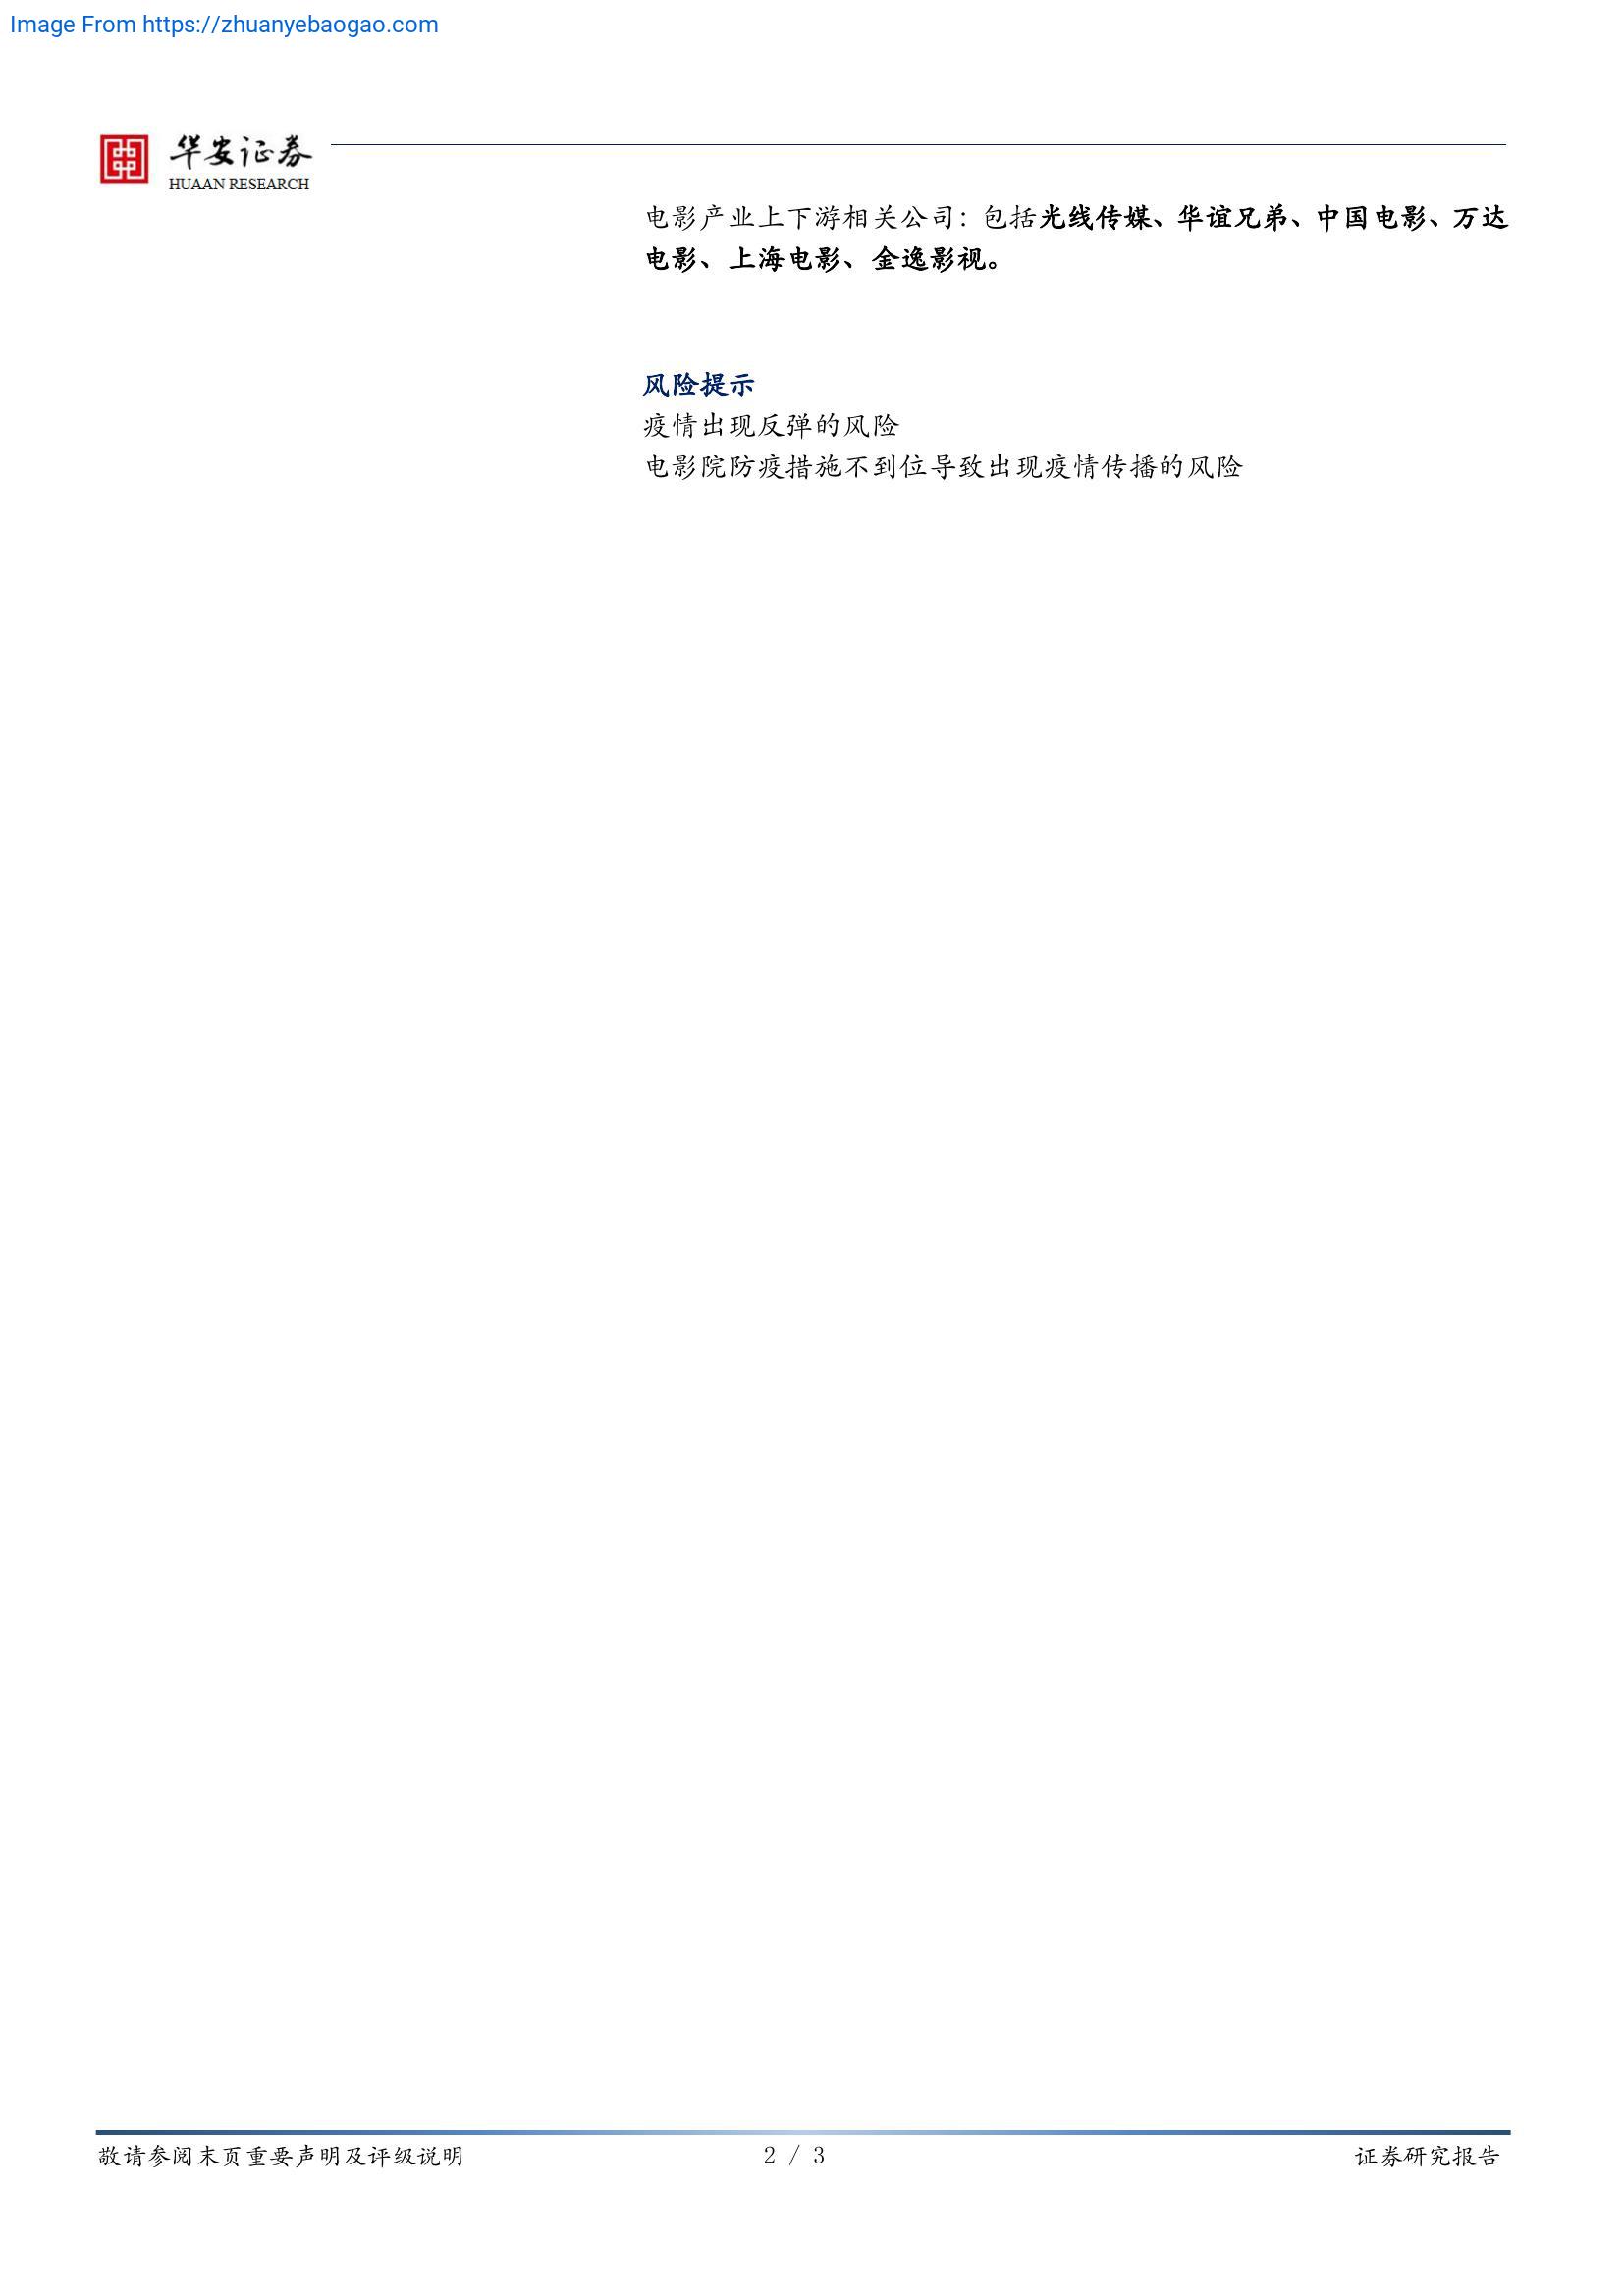 Image From https://zhuanyebaogao.com
华安证券
HUAAN RESEARCH
电影产业上下游相关公司：包括光线传媒、华谊兄弟、中国电影、万达
电影、上海电影、金逸影视。
风险提示
疫情出现反弹的风险
电影院防疫措施不到位导致出现疫情传播的风险
敬请参阅末页重要声明及评级说明
2 / 3
证券研究报告